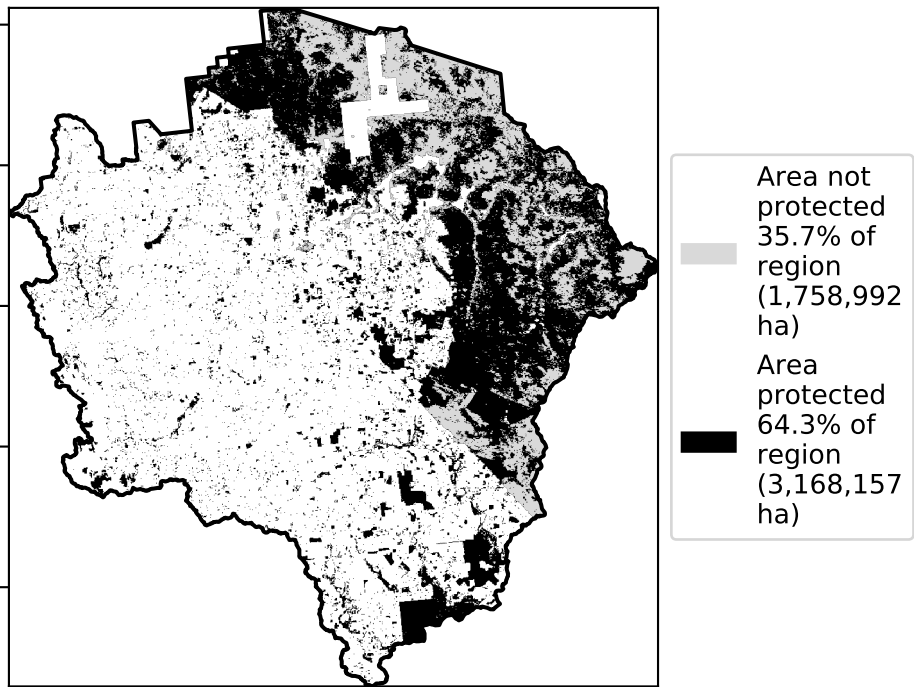 Area not
protected
35.7% of
region
(1,758,992
ha)
Area
protected
64.3% of
region
(3,168,157
ha)